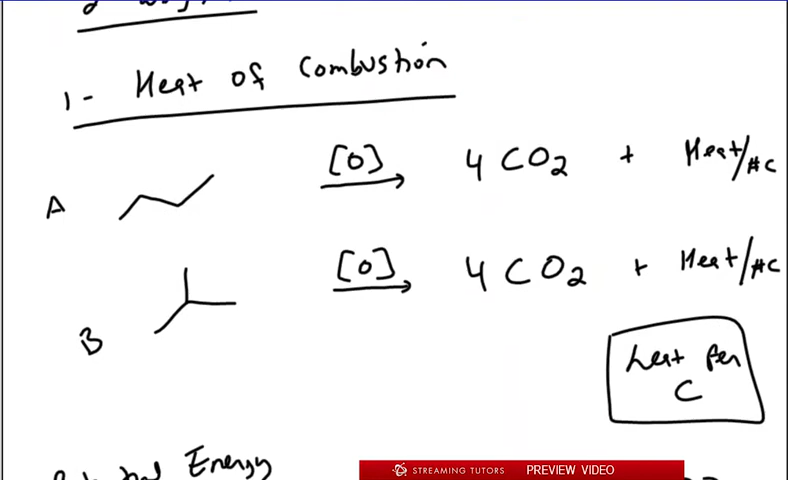 1- Heat of Combustion
A [O] 4 CO2 + Heat/#C
B [O] 4 CO2 + Heat/#C
heat per
C
Energy
STREAMING TUTORS PREVIEW VIDEO